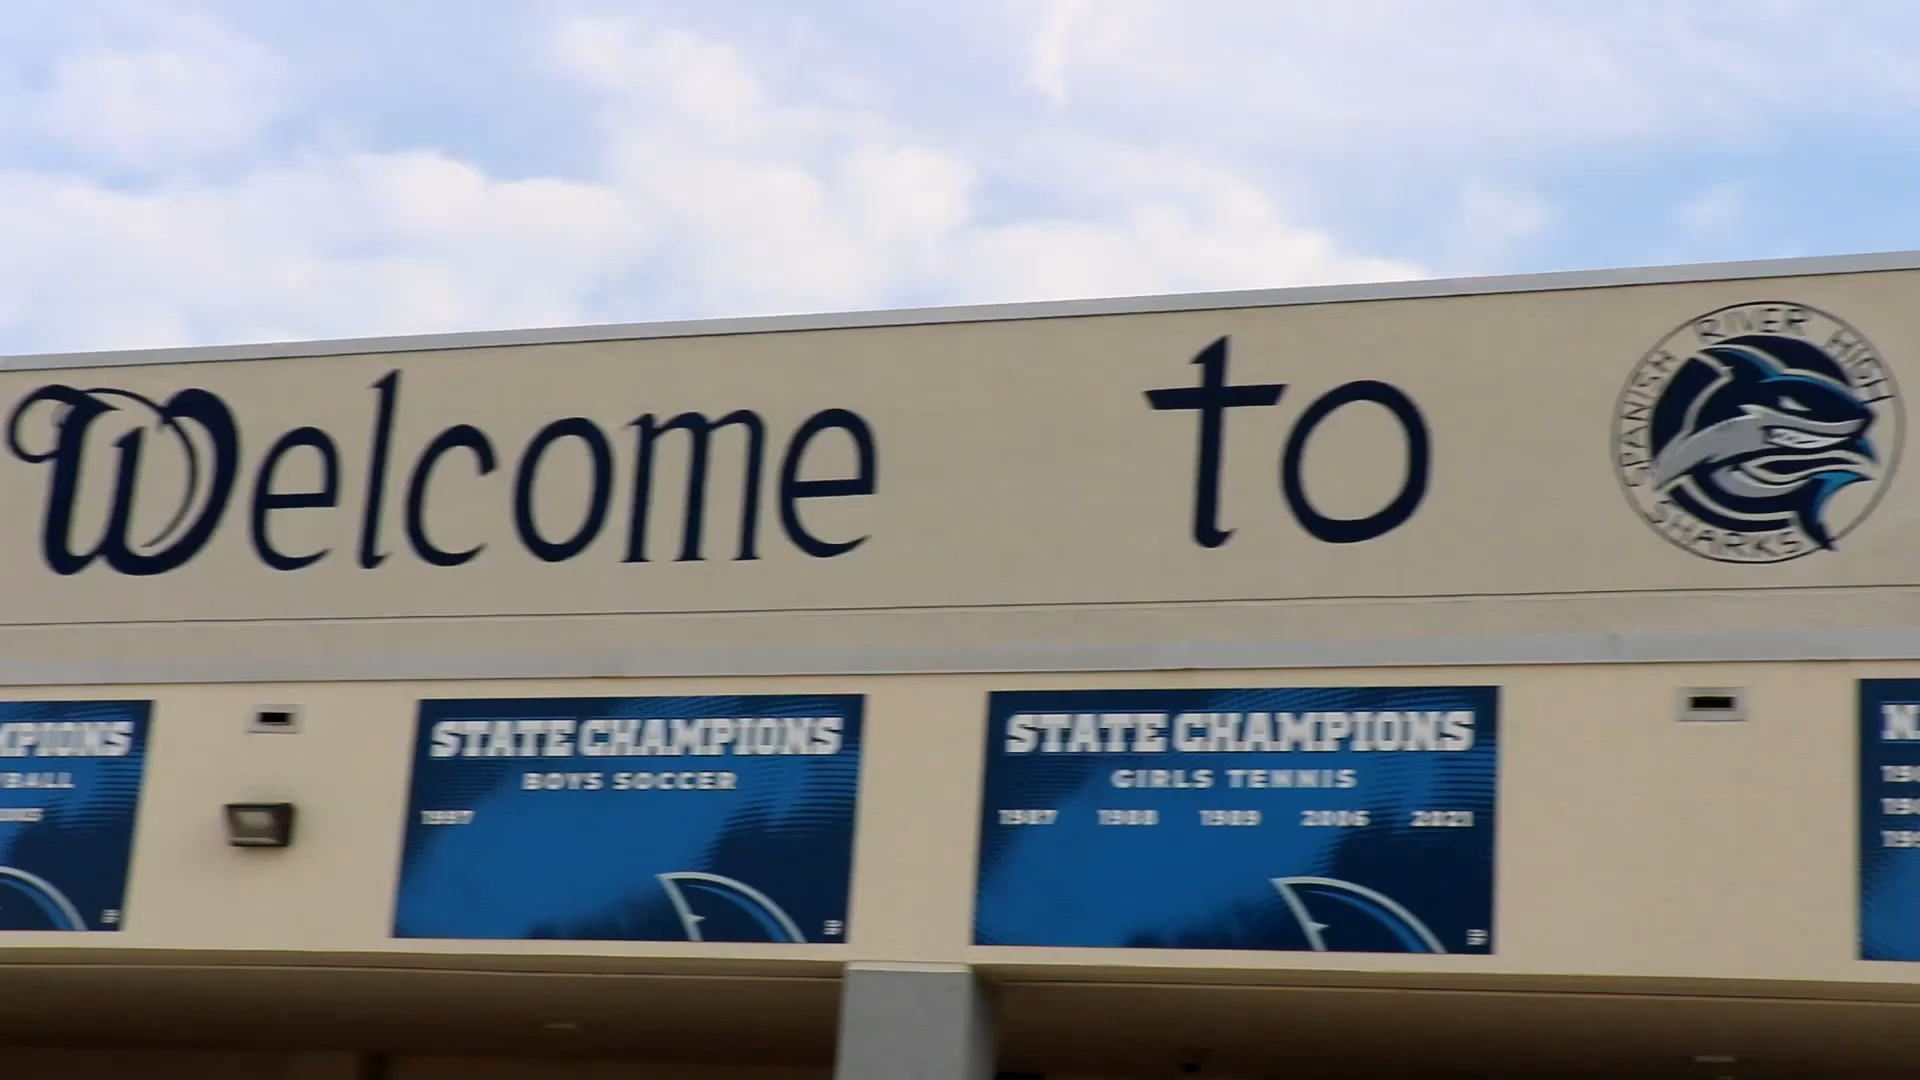 Welcome to
SPANISH RIVER HIGH
SHARKS
STATE CHAMPIONS
BOYS SOCCER
1997
STATE CHAMPIONS
GIRLS TENNIS
1987 1988 1989 2006 2021